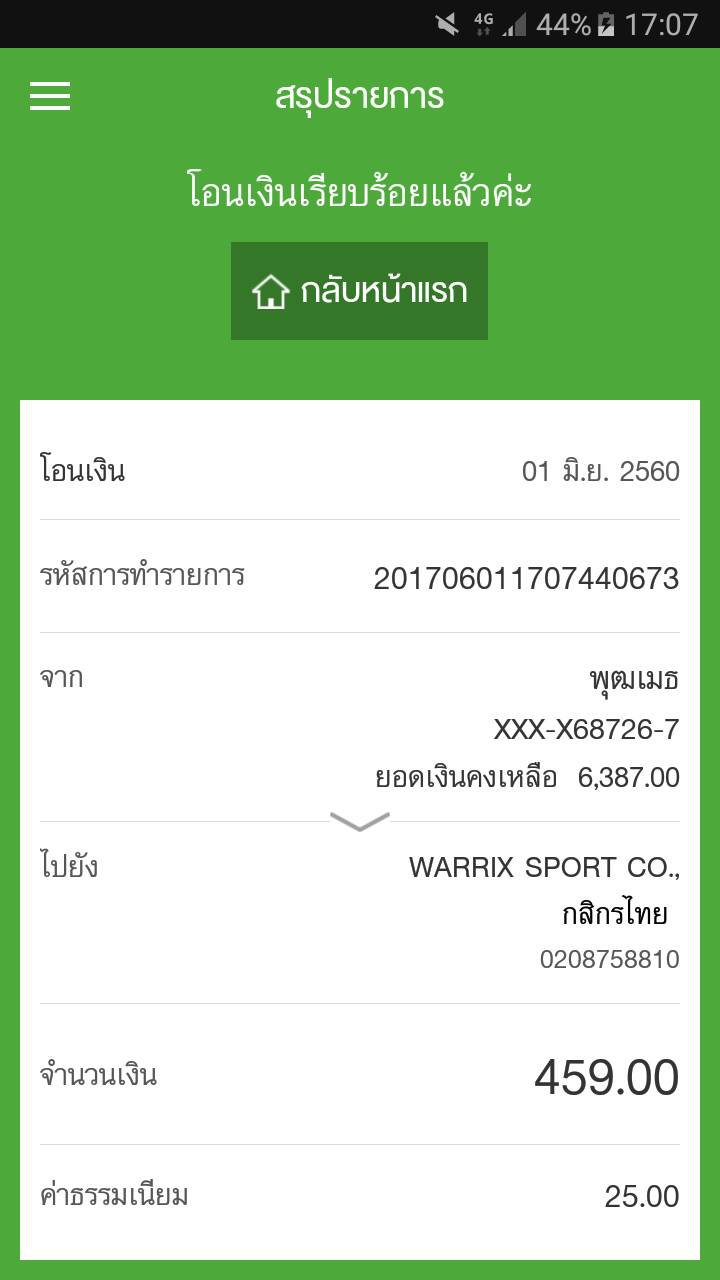 4G 44% 17:07
สรุปรายการ
โอนเงินเรียบร้อยแล้วค่ะ
กลับหน้าแรก
โอนเงิน 01 มิ.ย. 2560
รหัสการทำรายการ 201706011707440673
จาก พุฒเมธ
XXX-X68726-7
ยอดเงินคงเหลือ 6,387.00
ไปยัง WARRIX SPORT CO.,
กสิกรไทย
0208758810
จำนวนเงิน 459.00
ค่าธรรมเนียม 25.00